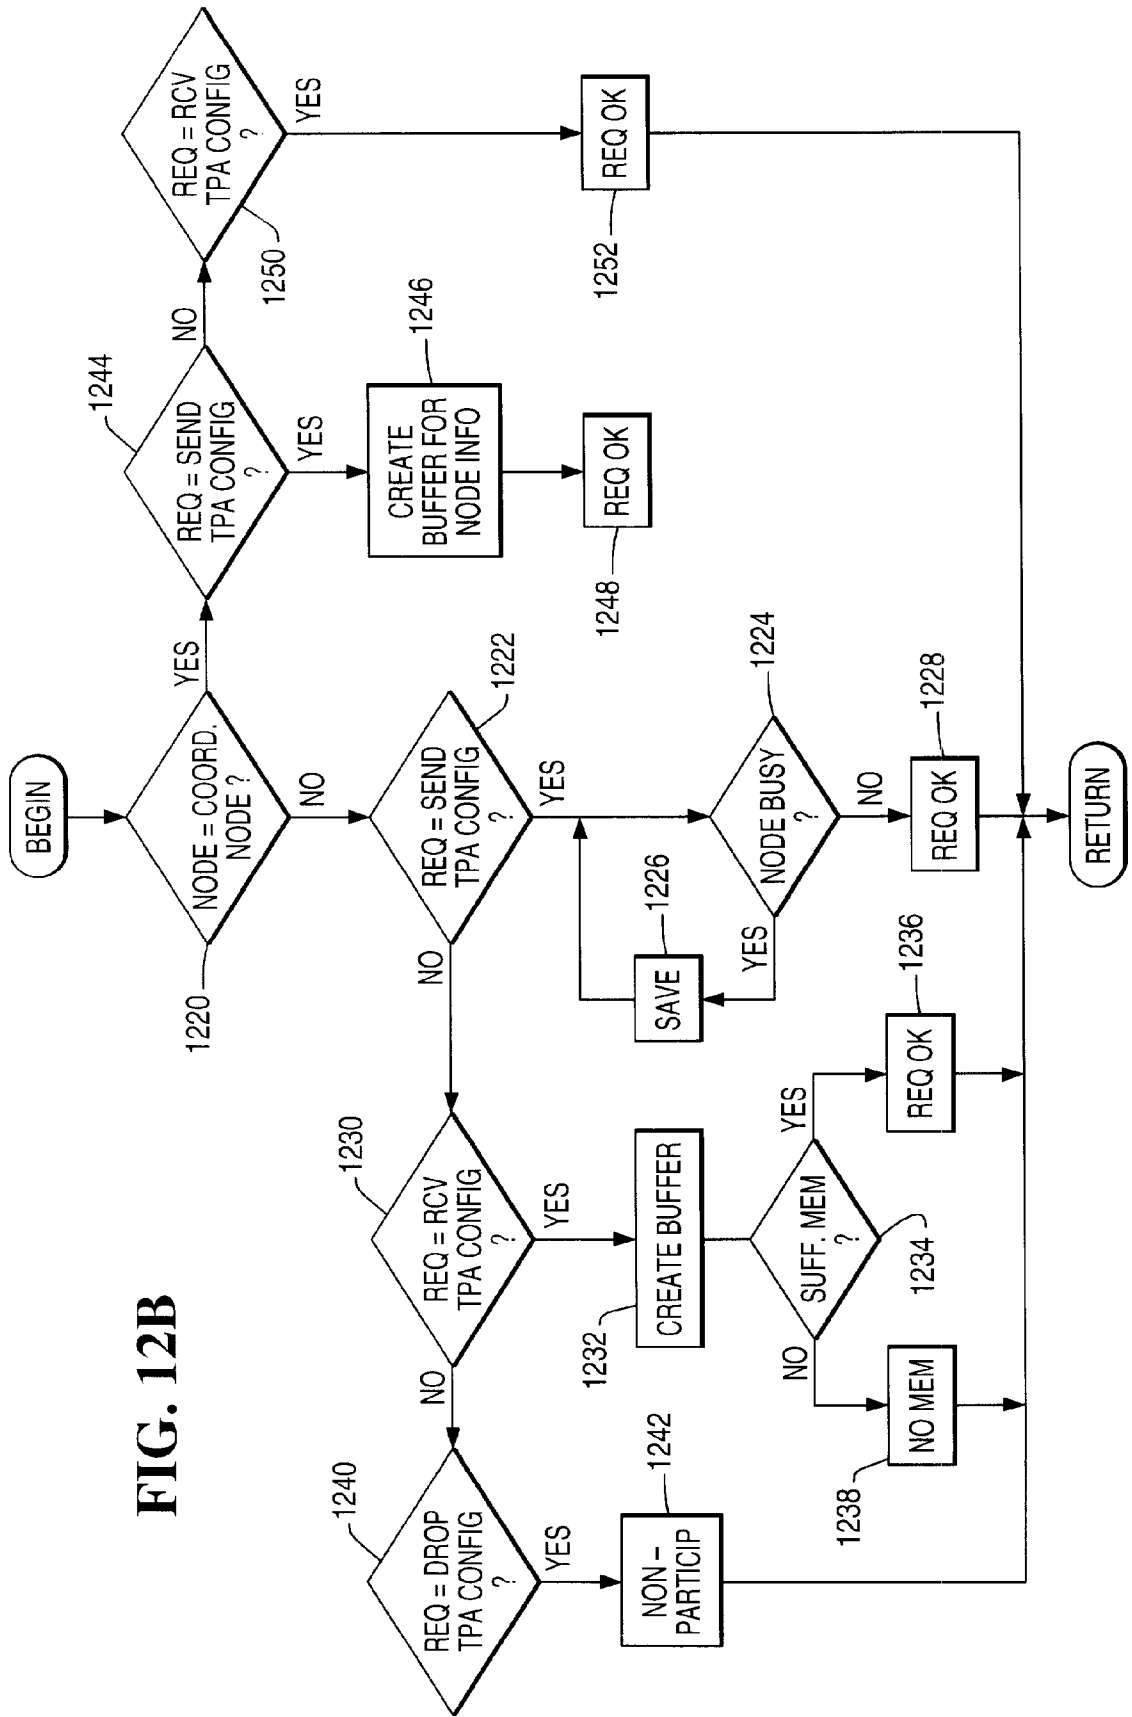 FIG. 12B
BEGIN
NODE = COORD.
NODE ?
1220
YES
NO
REQ = SEND
TPA CONFIG
?
1244
NO
YES
REQ = RCV
TPA CONFIG
?
1250
YES
CREATE
BUFFER FOR
NODE INFO
1246
REQ OK
1248
REQ OK
1252
REQ = SEND
TPA CONFIG
?
1222
NO
YES
REQ = RCV
TPA CONFIG
?
1230
NO
YES
REQ = DROP
TPA CONFIG
?
1240
YES
NON-
PARTICIP
1242
CREATE BUFFER
1232
SAVE
1226
NODE BUSY
?
1224
YES
NO
SUFF. MEM
?
1234
NO
YES
NO MEM
1238
REQ OK
1236
REQ OK
1228
RETURN